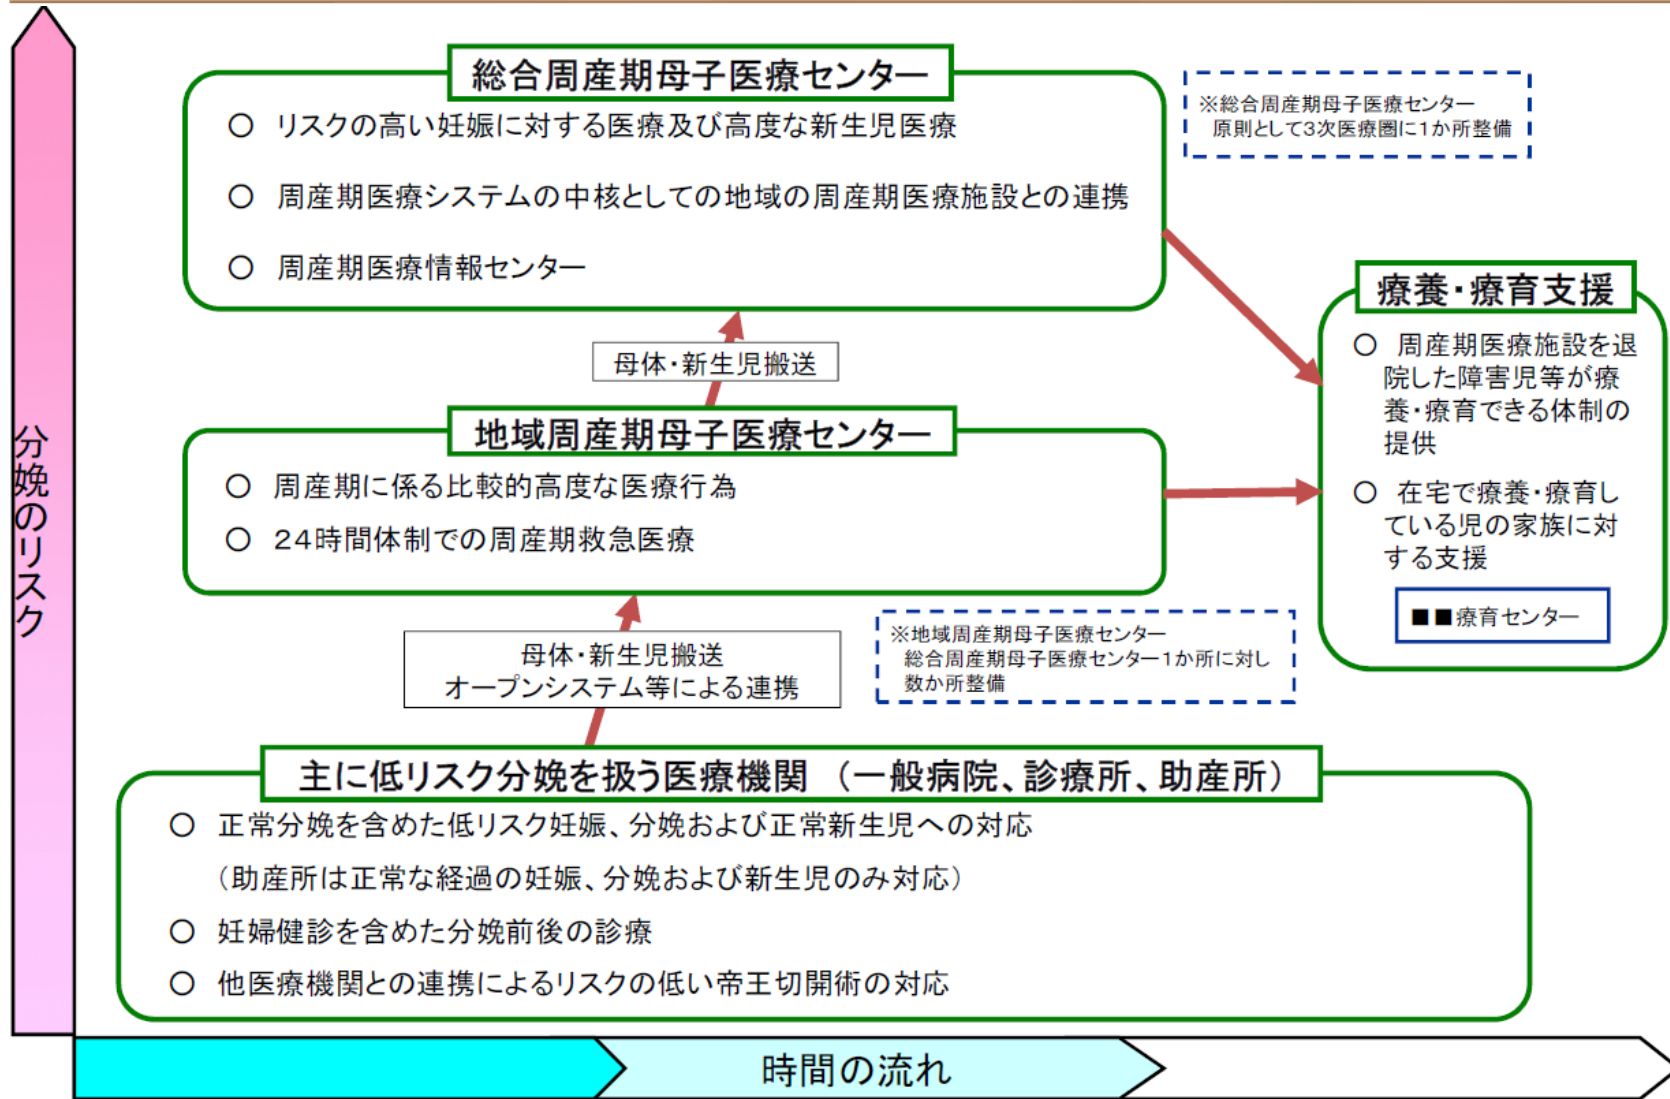 総合周産期母子医療センター
○ リスクの高い妊娠に対する医療及び高度な新生児医療
○ 周産期医療システムの中核としての地域の周産期医療施設との連携
○ 周産期医療情報センター
※総合周産期母子医療センター
原則として3次医療圏に1か所整備
母体・新生児搬送
地域周産期母子医療センター
○ 周産期に係る比較的高度な医療行為
○ 24時間体制での周産期救急医療
療養・療育支援
○ 周産期医療施設を退
院した障害児等が療
養・療育できる体制の
提供
○ 在宅で療養・療育し
ている児の家族に対
する支援
■■療育センター
母体・新生児搬送
オープンシステム等による連携
※地域周産期母子医療センター
総合周産期母子医療センター1か所に対し
数か所整備
主に低リスク分娩を扱う医療機関 （一般病院、診療所、助産所）
○ 正常分娩を含めた低リスク妊娠、分娩および正常新生児への対応
（助産所は正常な経過の妊娠、分娩および新生児のみ対応）
○ 妊婦健診を含めた分娩前後の診療
○ 他医療機関との連携によるリスクの低い帝王切開術の対応
分娩のリスク
時間の流れ